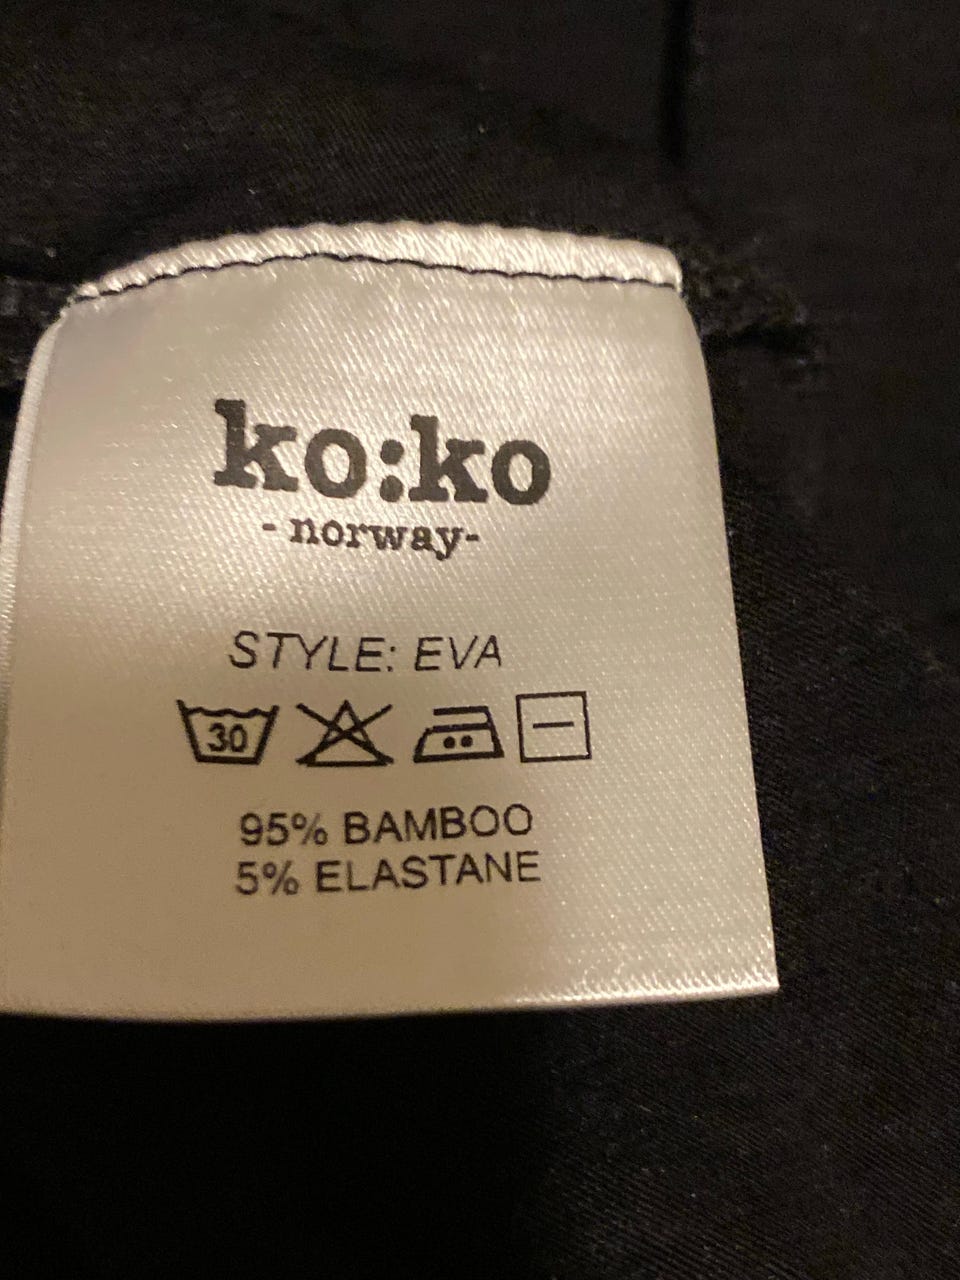 ko:ko
- norway-
STYLE: EVA
30
95% BAMBOO
5% ELASTANE